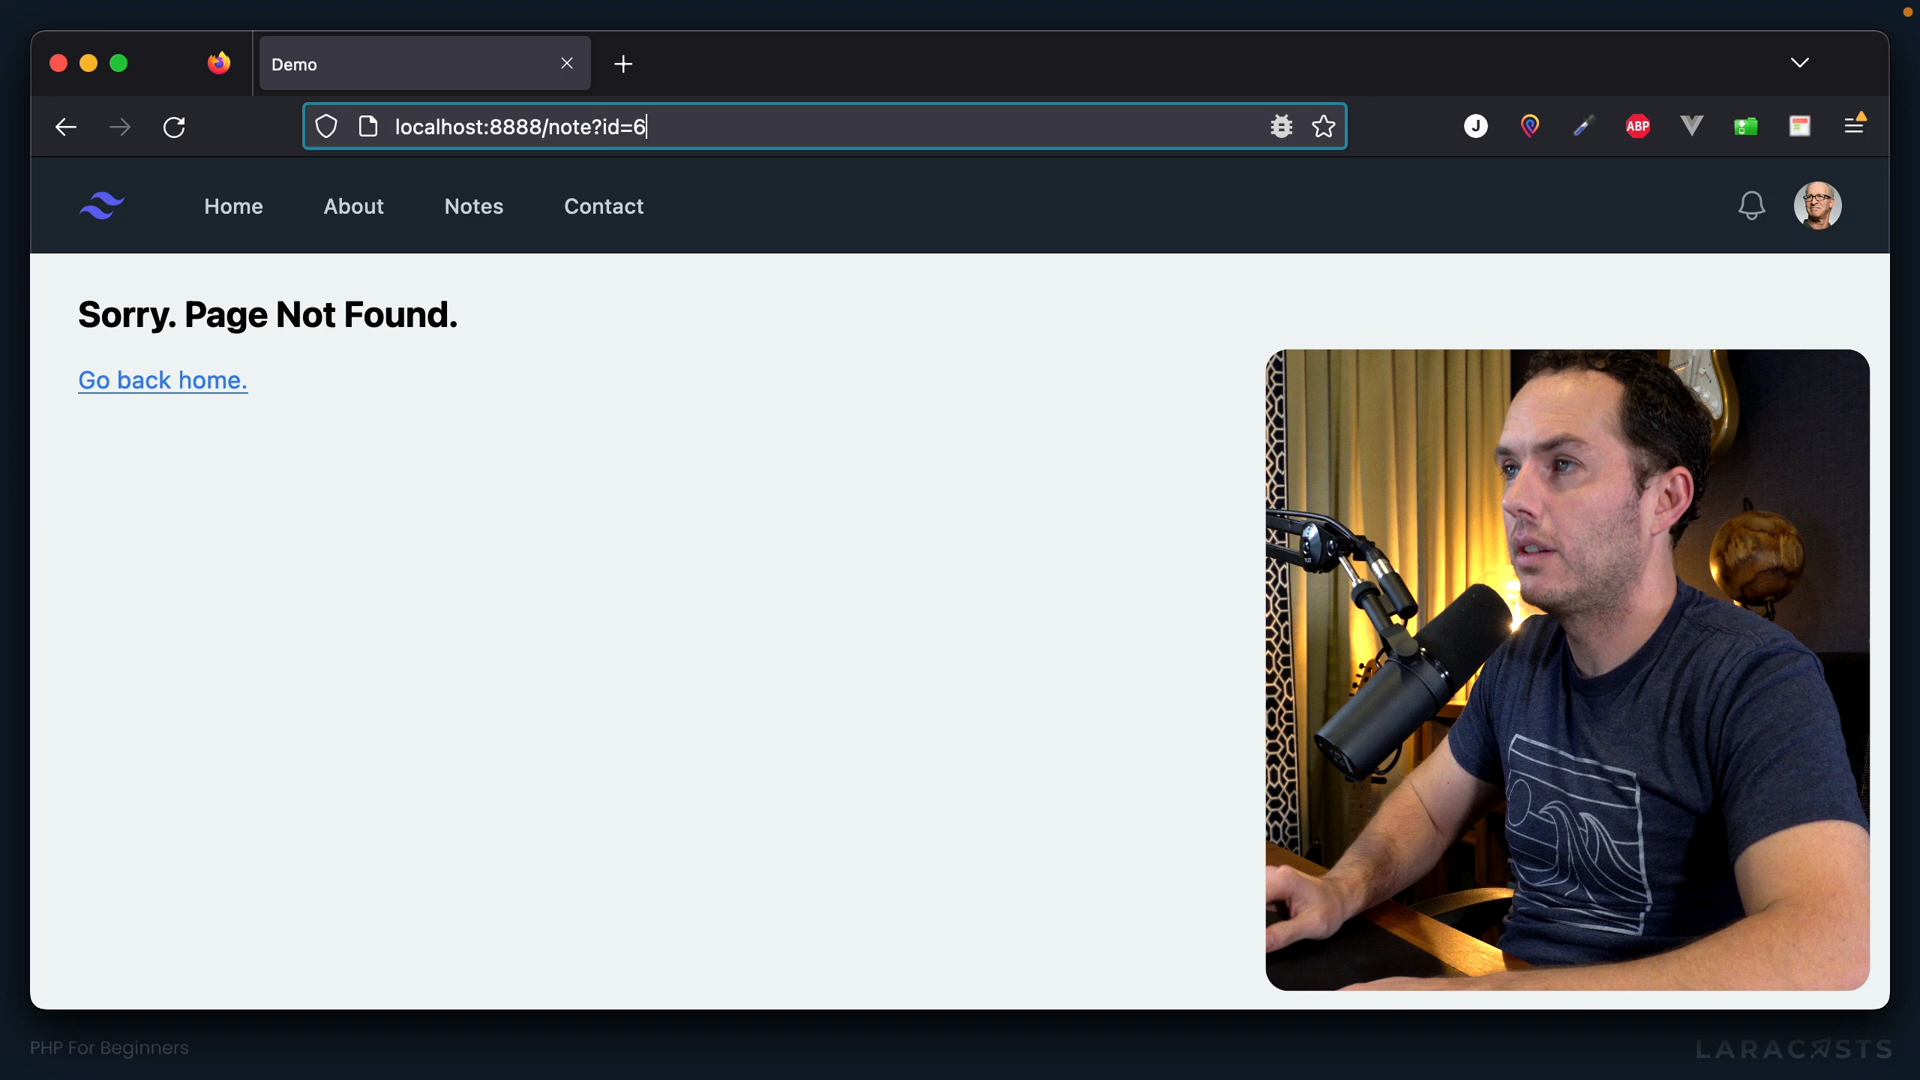 Demo
localhost:8888/note?id=6
J
ABP
Home
About
Notes
Contact
Sorry. Page Not Found.
Go back home.
PHP For Beginners
LARACASTS